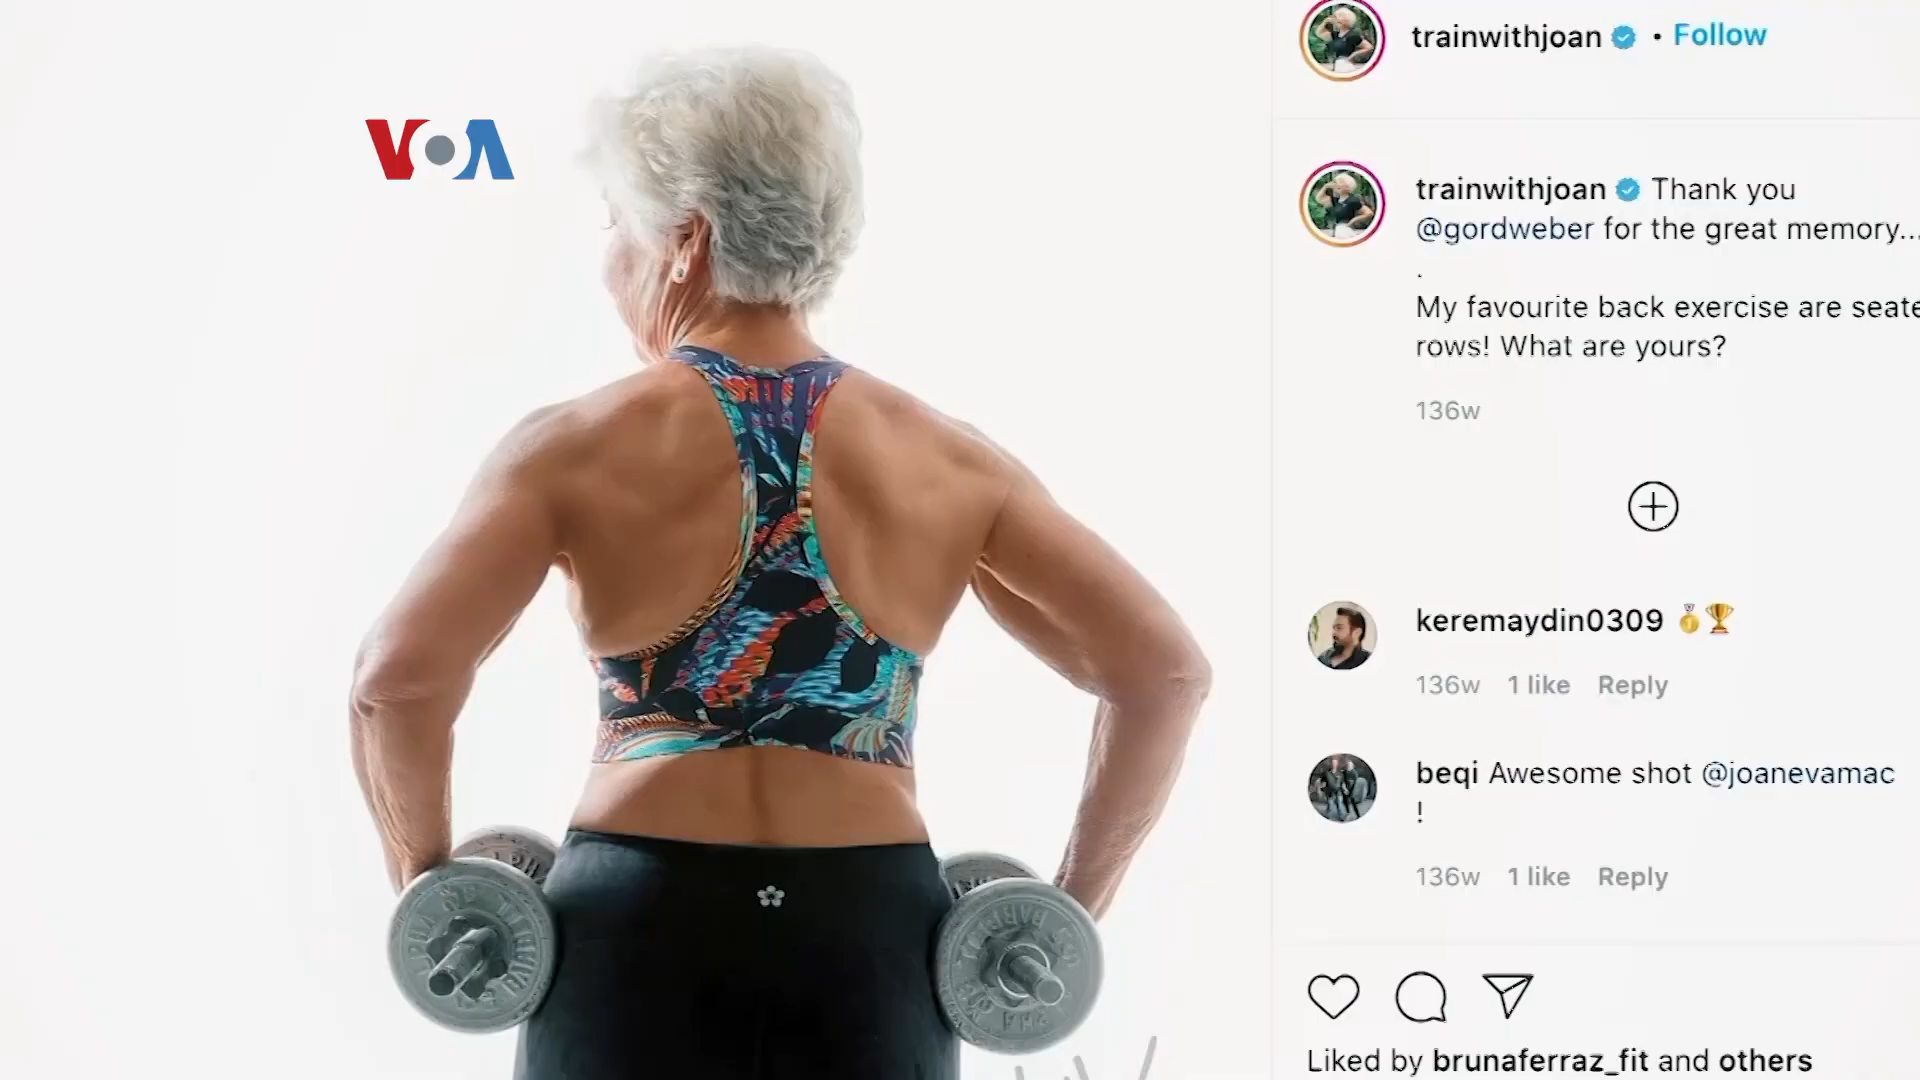 VOA
trainwithjoan • Follow
trainwithjoan Thank you
@gordweber for the great memory...
.
My favourite back exercise are seate
rows! What are yours?
136w
keremaydin0309 🥇🏆
136w 1 like Reply
beqi Awesome shot @joanevamac
!
136w 1 like Reply
Liked by brunaferraz_fit and others